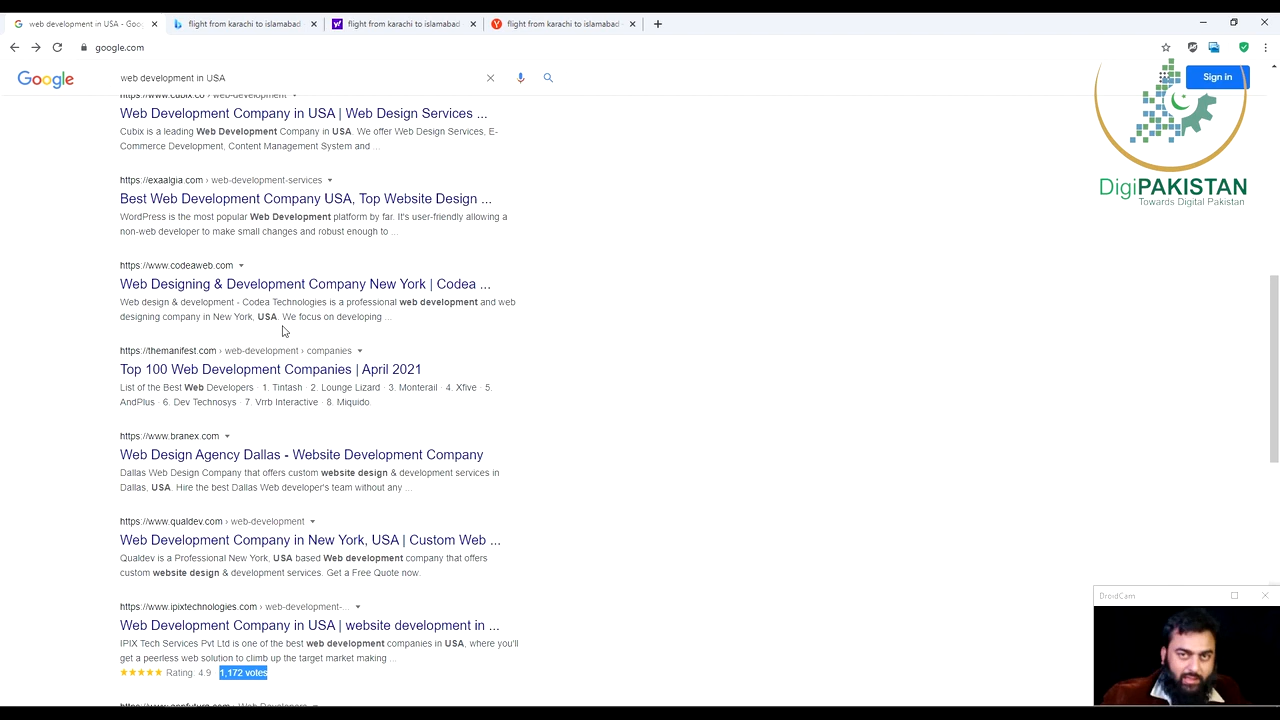 web development in USA - Goo
flight from karachi to islamabad
flight from karachi to islamabad
flight from karachi to islamabad
google.com
Google
web development in USA
Sign in
https://www.cubix.co › web-development
Web Development Company in USA | Web Design Services ...
Cubix is a leading Web Development Company in USA. We offer Web Design Services, E-
Commerce Development, Content Management System and ...
DigiPAKISTAN
Towards Digital Pakistan
https://exaalgia.com › web-development-services
Best Web Development Company USA, Top Website Design ...
WordPress is the most popular Web Development platform by far. It's user-friendly allowing a
non-web developer to make small changes and robust enough to ...
https://www.codeaweb.com
Web Designing & Development Company New York | Codea ...
Web design & development - Codea Technologies is a professional web development and web
designing company in New York, USA. We focus on developing ...
https://themanifest.com › web-development › companies
Top 100 Web Development Companies | April 2021
List of the Best Web Developers · 1. Tintash · 2. Lounge Lizard · 3. Monterail · 4. Xfive · 5.
AndPlus · 6. Dev Technosys · 7. Vrrb Interactive · 8. Miquido.
https://www.branex.com
Web Design Agency Dallas - Website Development Company
Dallas Web Design Company that offers custom website design & development services in
Dallas, USA. Hire the best Dallas Web developer's team without any ...
https://www.qualdev.com › web-development
Web Development Company in New York, USA | Custom Web ...
Qualdev is a Professional New York, USA based Web development company that offers
custom website design & development services. Get a Free Quote now.
https://www.ipixtechnologies.com › web-development-...
Web Development Company in USA | website development in ...
IPIX Tech Services Pvt Ltd is one of the best web development companies in USA, where you'll
get a peerless web solution to climb up the target market making ...
Rating: 4.9 1,172 votes
DroidCam